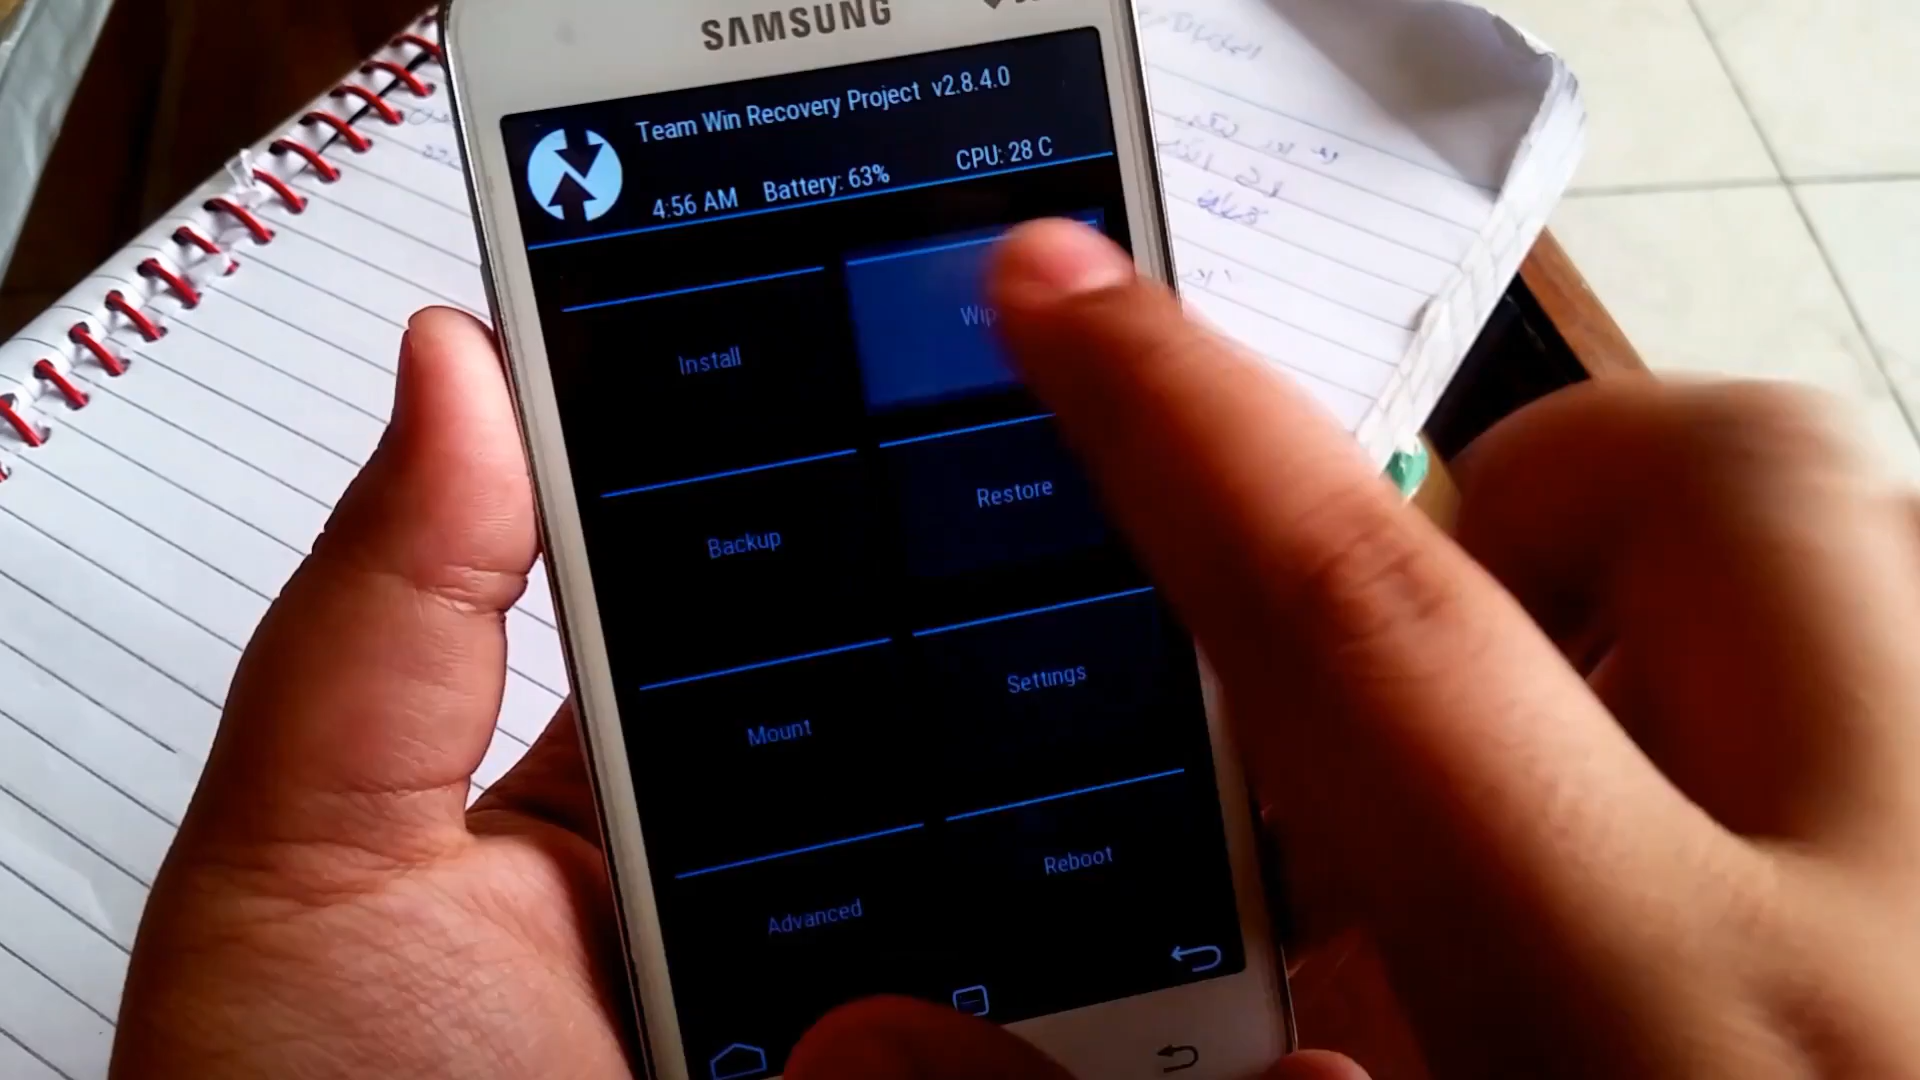 SAMSUNG
Team Win Recovery Project v2.8.4.0
4:56 AM Battery: 63% CPU: 28 C
Install
Wip
Backup
Restore
Mount
Settings
Advanced
Reboot